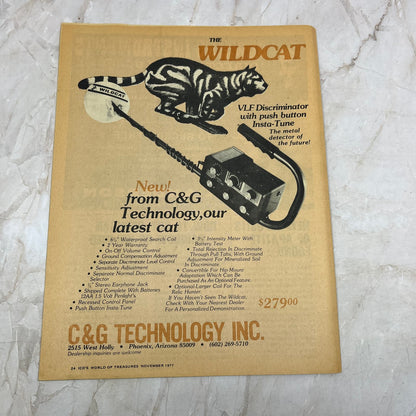 THE
WILDCAT
WILDCAT
VLF Discriminator
with push button
Insta-Tune
The metal
detector of
the future!
New!
from C&G
Technology, our
latest cat
• 6½" Waterproof Search Coil
• 2 Year Warranty
• On-Off Volume Control
• Ground Compensation Adjustment
• Separate Discriminate Level Control
• Sensitivity Adjustment
• Separate Normal Discriminate
Selector
• ¼" Stereo Earphone Jack
• Shipped Complete With Batteries
12AA 1.5 Volt Penlight's
• Recessed Control Panel
• Push Button Insta-Tune
Intensity Meter With
Battery Test
• Total Rejection In Discriminate
Through Pull Tabs, With Ground
Adjustment For Mineralized Soil
In Discriminate
• Convertible For Hip Mount
Adaptation Which Can Be
Purchased As An Optional Feature.
• Optional Larger Coil For The
Relic Hunter.
If You Haven't Seen The Wildcat,
Check With Your Nearest Dealer
For A Personalized Demonstration.
$279.00
C&G TECHNOLOGY INC.
2515 West Holly • Phoenix, Arizona 85009 • (602) 269-5710
Dealership inquiries are welcome
24 ICR'S WORLD OF TREASURES NOVEMBER 1977